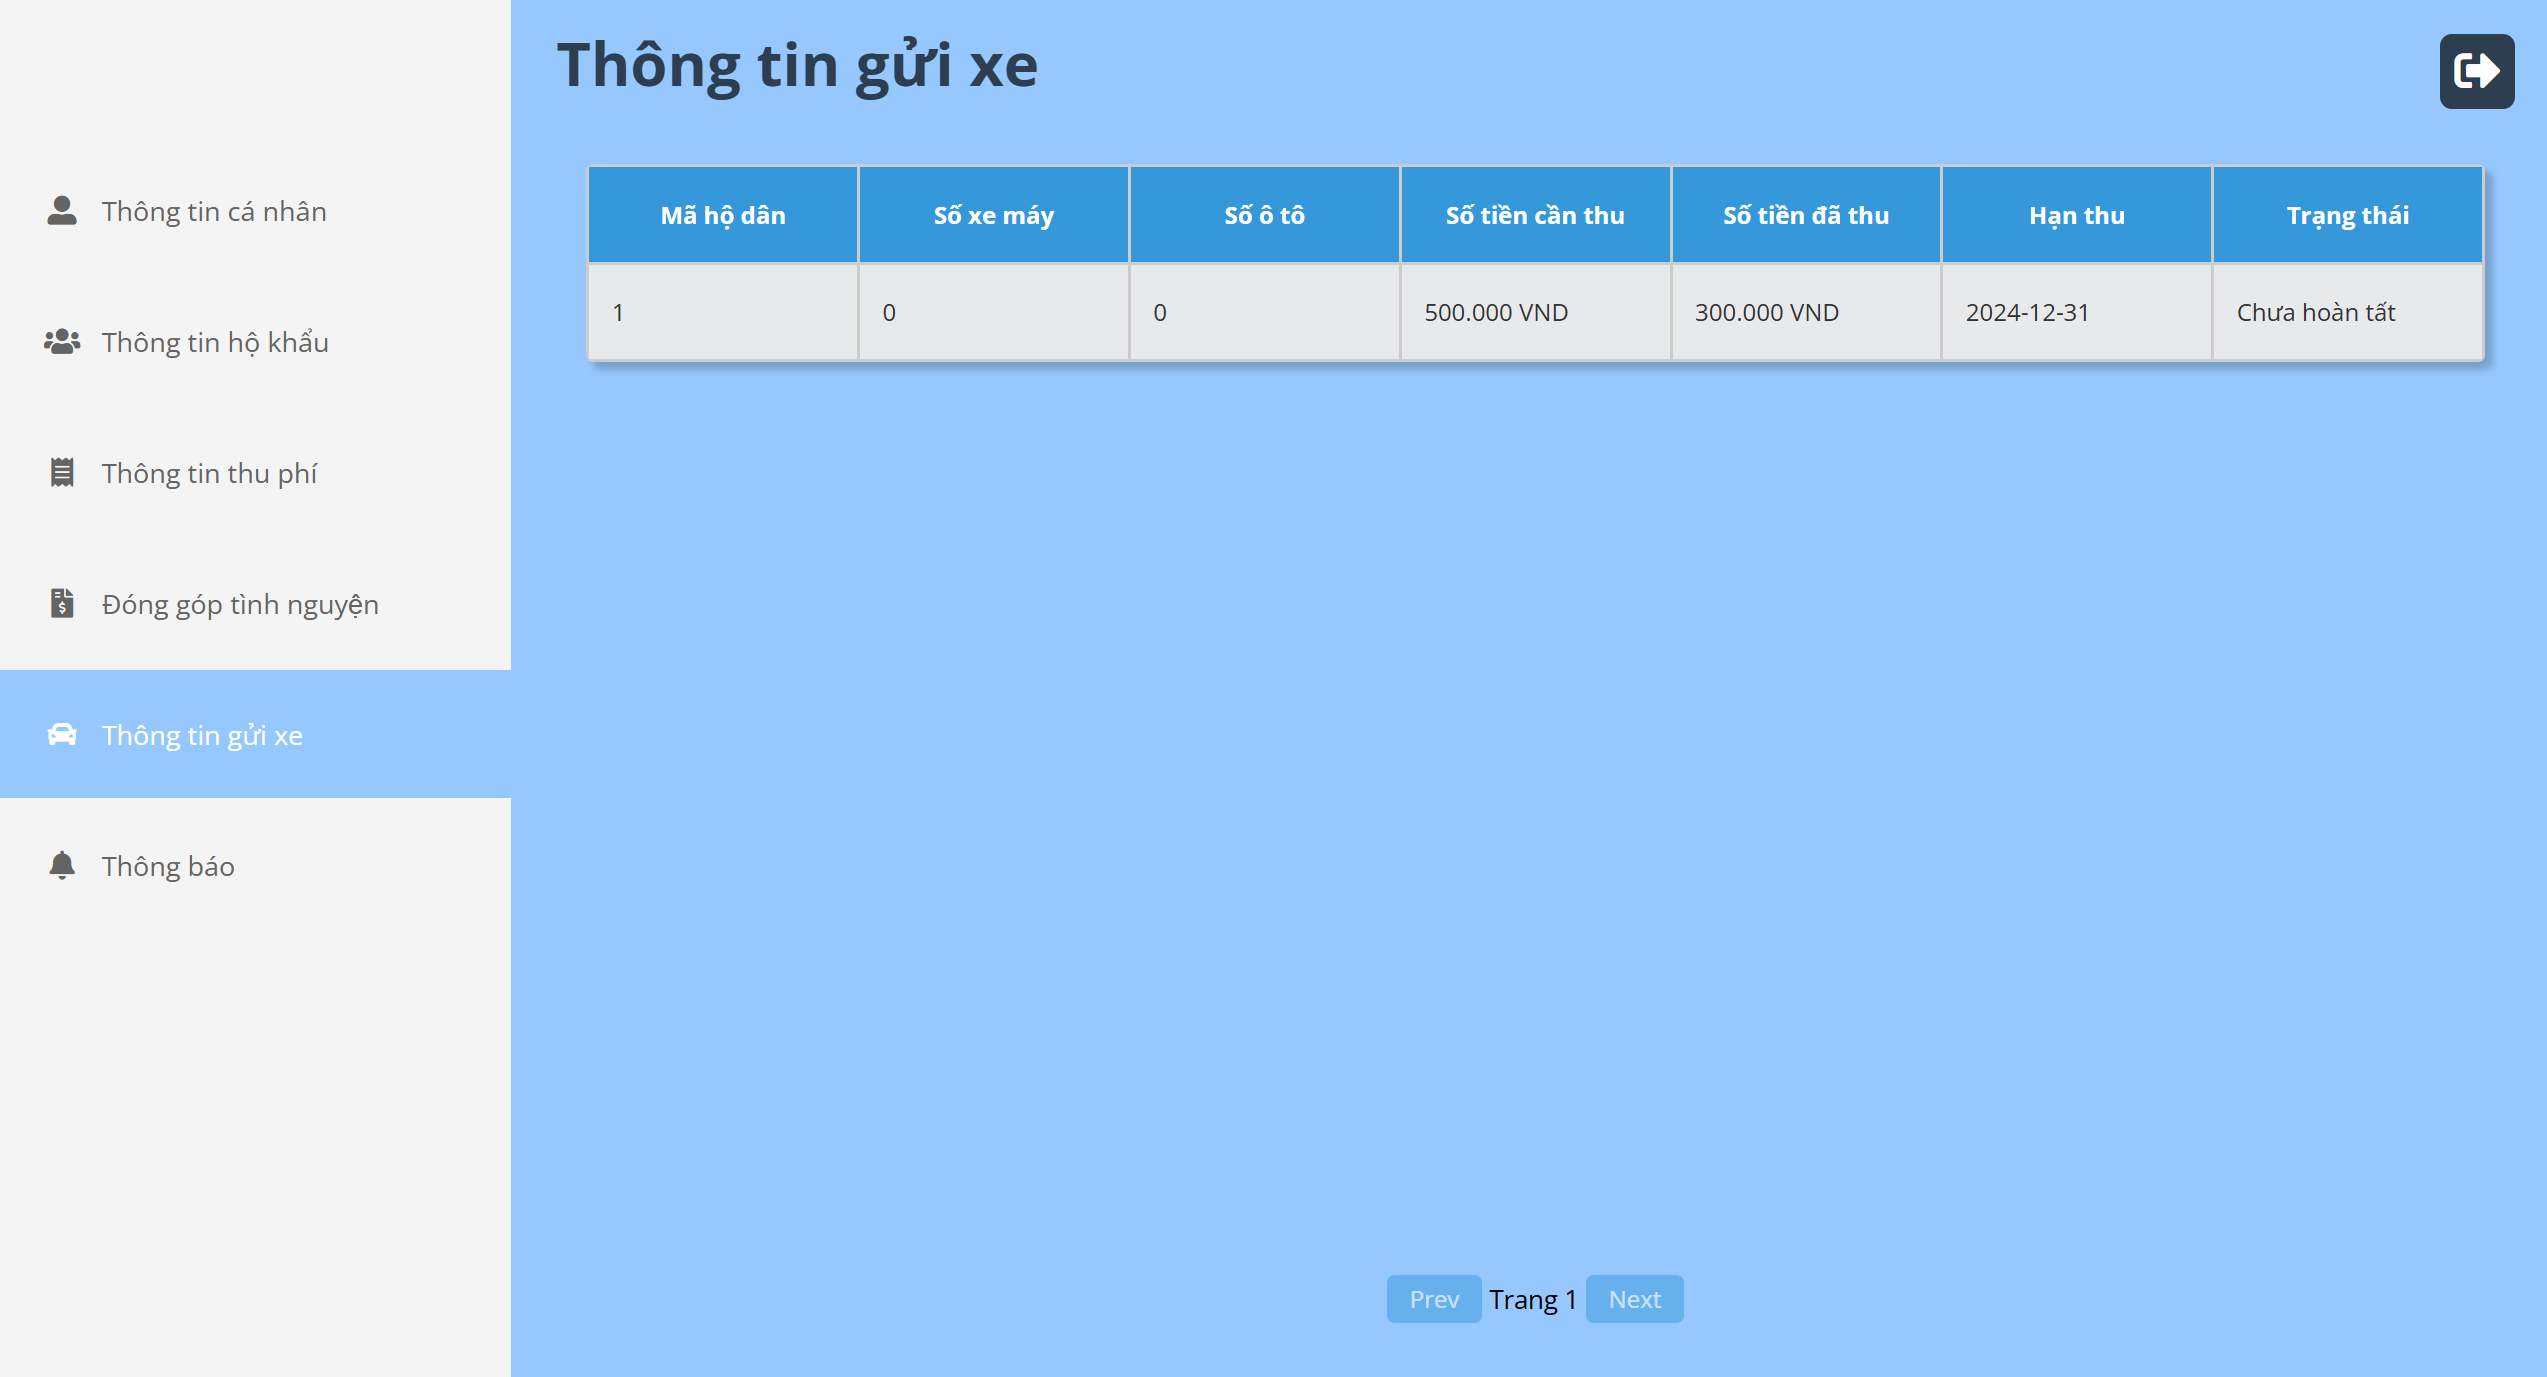 Thông tin gửi xe
Thông tin cá nhân
Thông tin hộ khẩu
Thông tin thu phí
Đóng góp tình nguyện
Thông tin gửi xe
Thông báo
Mã hộ dân Số xe máy Số ô tô Số tiền cần thu Số tiền đã thu Hạn thu Trạng thái
1 0 0 500.000 VND 300.000 VND 2024-12-31 Chưa hoàn tất
Prev Trang 1 Next